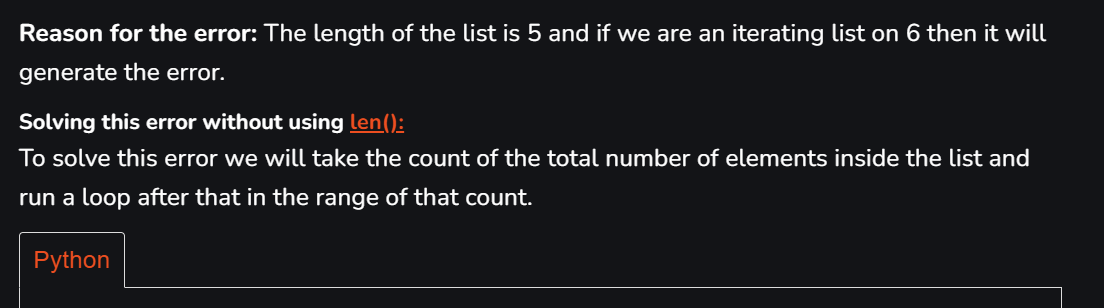 Reason for the error: The length of the list is 5 and if we are an iterating list on 6 then it will
generate the error.
Solving this error without using len():
To solve this error we will take the count of the total number of elements inside the list and
run a loop after that in the range of that count.
Python